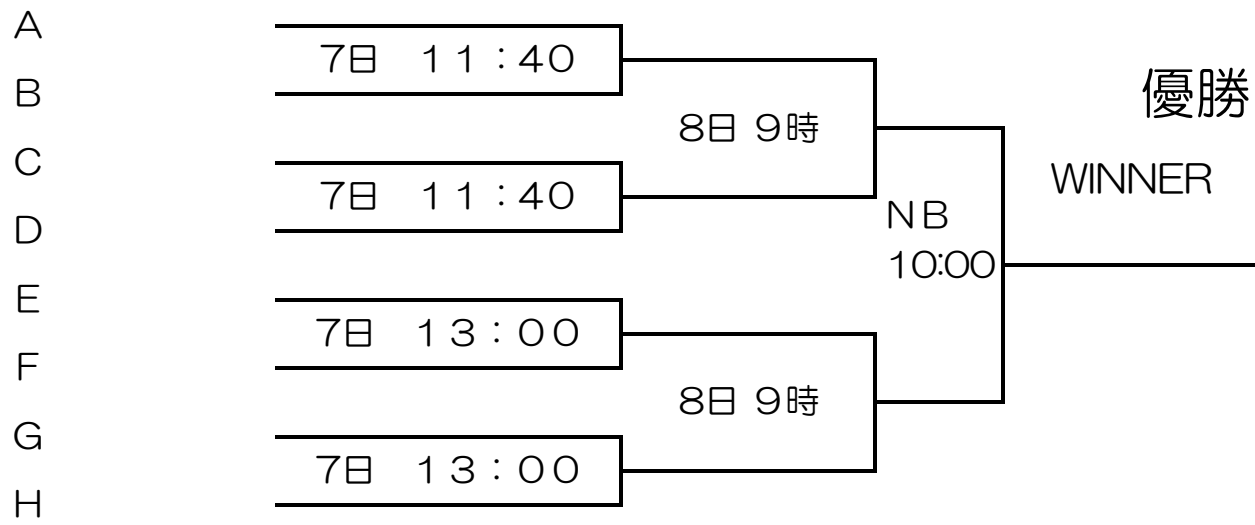 A
7日　１１：４０
B
優勝
8日 ９時
C
WINNER
7日　１１：４０
ＮＢ
D
10:00
E
7日　１３：００
F
8日 ９時
G
7日　１３：００
H